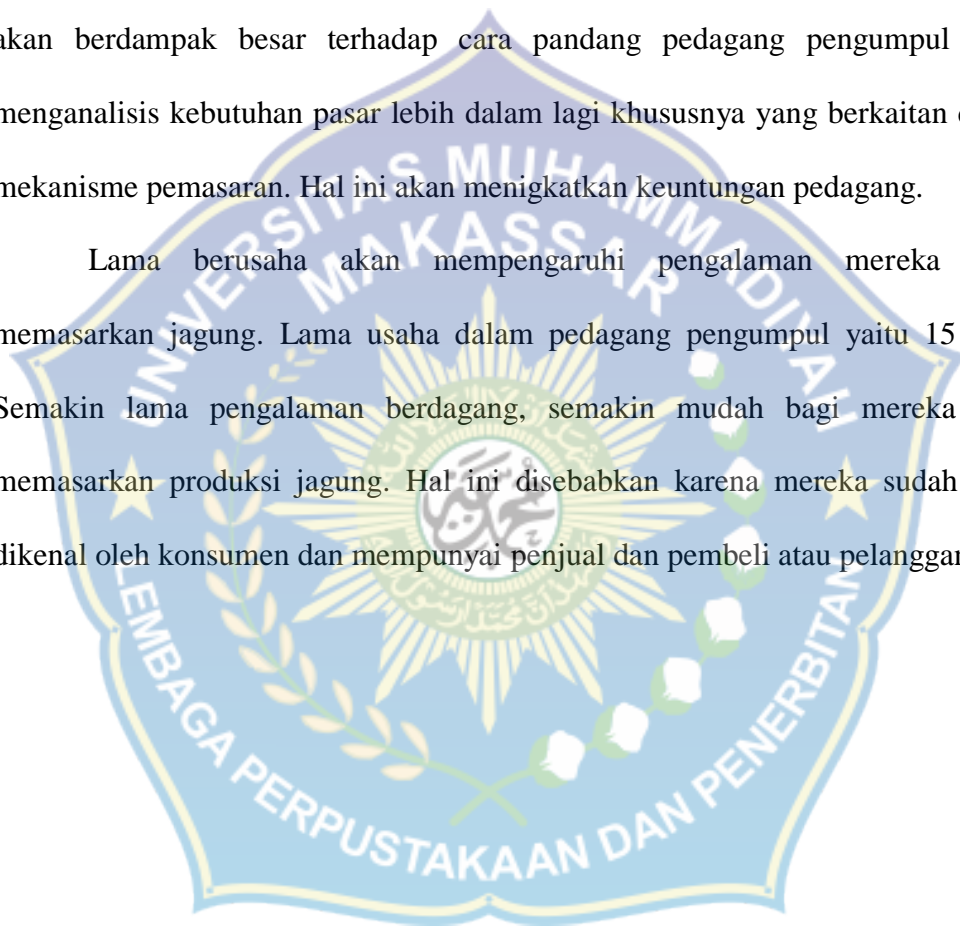 akan berdampak besar terhadap cara pandang pedagang pengumpul
menganalisis kebutuhan pasar lebih dalam lagi khususnya yang berkaitan
mekanisme pemasaran. Hal ini akan menigkatkan keuntungan pedagang.
Lama berusaha akan mempengaruhi pengalaman mereka
memasarkan jagung. Lama usaha dalam pedagang pengumpul yaitu 15
Semakin lama pengalaman berdagang, semakin mudah bagi mereka
memasarkan produksi jagung. Hal ini disebabkan karena mereka sudah
dikenal oleh konsumen dan mempunyai penjual dan pembeli atau pelanggan
UNIVERSITAS MUHAMMADIYAH
MAKASSAR
LEMBAGA PERPUSTAKAAN DAN PENERBITAN